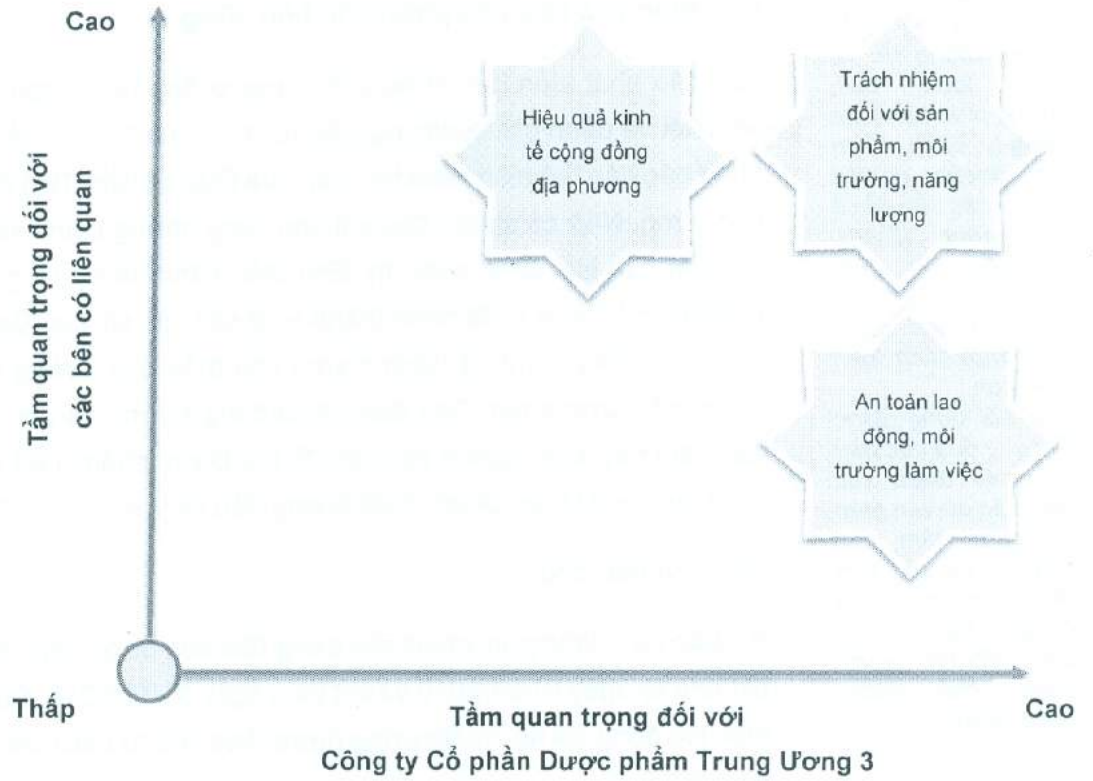 Cao
Tầm quan trọng đối với
các bên có liên quan
Hiệu quả kinh
tế cộng đồng
địa phương
Trách nhiệm
đối với sản
phẩm, môi
trường, năng
lượng
An toàn lao
động, môi
trường làm việc
Thấp
Tầm quan trọng đối với
Công ty Cổ phần Dược phẩm Trung Ương 3
Cao